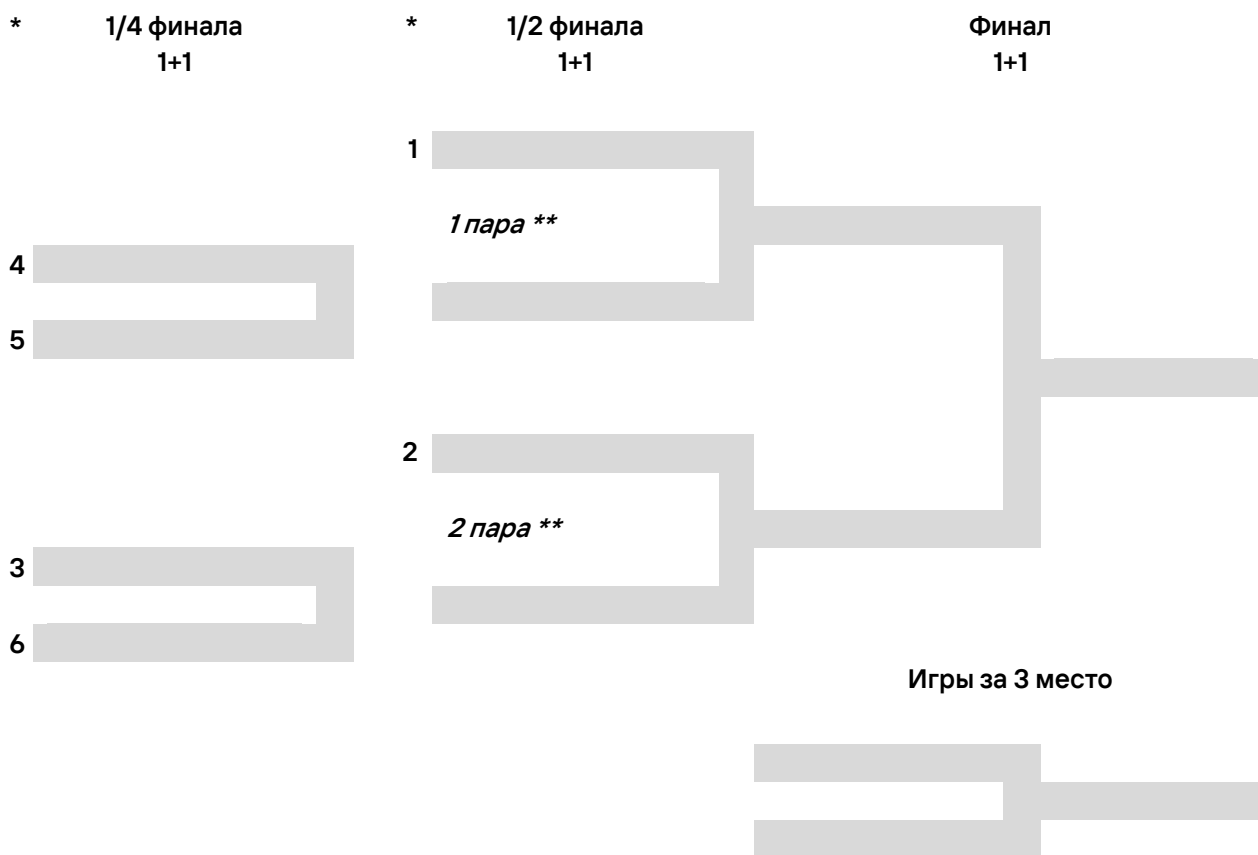 * 1/4 финала * 1/2 финала Финал
1+1 1+1 1+1
1
1 пара **
4
5
2
2 пара **
3
6
Игры за 3 место